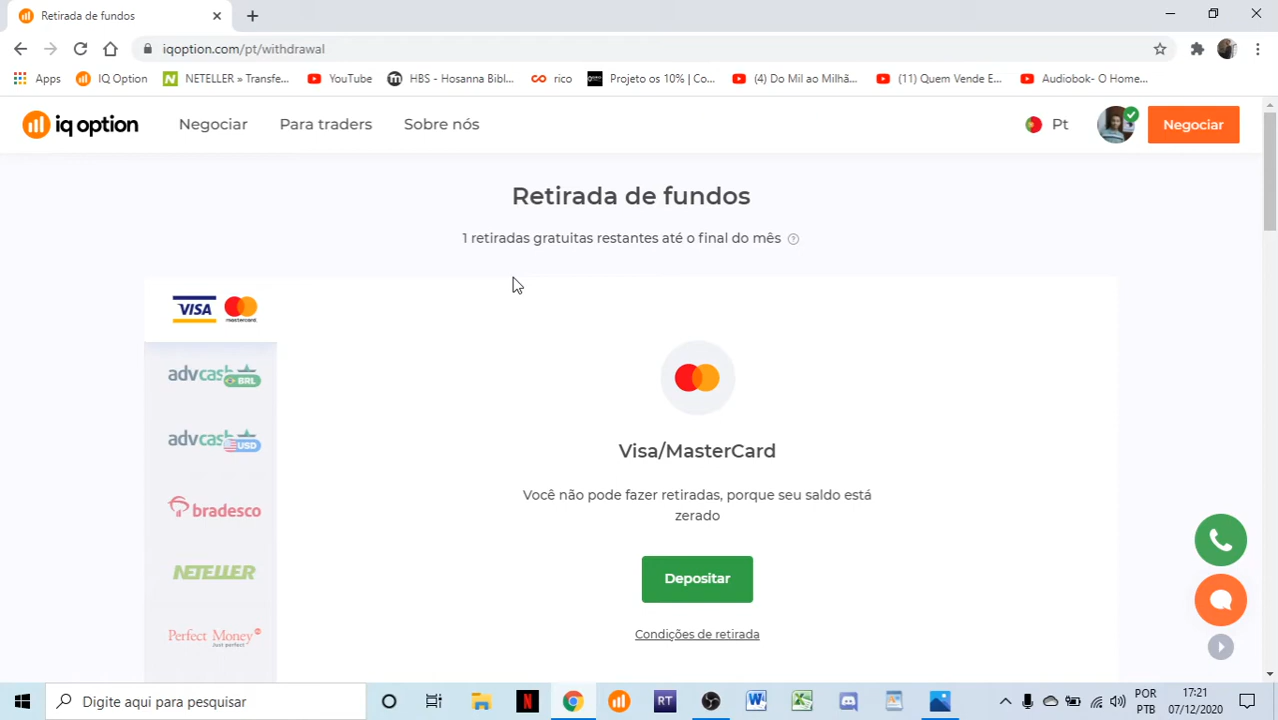 Retirada de fundos
iqoption.com/pt/withdrawal
Apps IQ Option NETELLER » Transfe... YouTube HBS - Hosanna Bibl... rico Projeto os 10% | Co... (4) Do Mil ao Milhã... (11) Quem Vende E... Audiobok- O Home...
iq option Negociar Para traders Sobre nós Pt Negociar
Retirada de fundos
1 retiradas gratuitas restantes até o final do mês ?
VISA mastercard
advcash BRL
advcash USD
bradesco
NETELLER
Perfect Money
Just perfect
Visa/MasterCard
Você não pode fazer retiradas, porque seu saldo está
zerado
Depositar
Condições de retirada
Digite aqui para pesquisar
N
RT
W
X
POR
PTB
17:21
07/12/2020